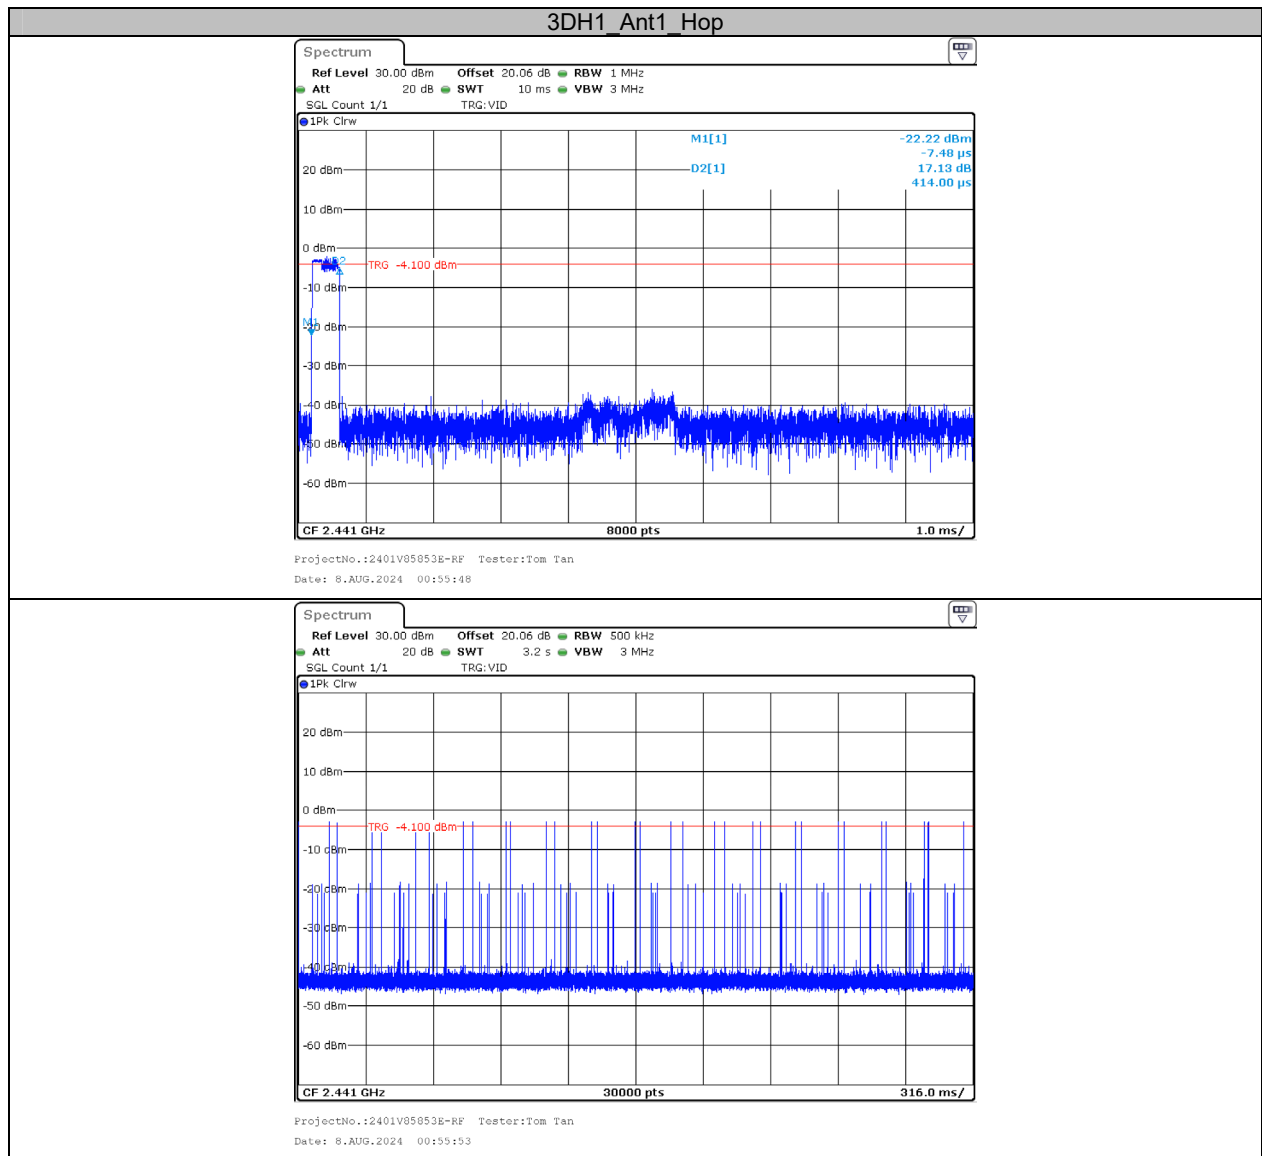 3DH1_Ant1_Hop
Spectrum
Ref Level 30.00 dBm Offset 20.06 dB RBW 1 MHz
Att 20 dB SWT 10 ms VBW 3 MHz
SGL Count 1/1 TRG:VID
1Pk Clrw
M1[1] -22.22 dBm
-7.48 µs
D2[1] 17.13 dB
414.00 µs
20 dBm
10 dBm
0 dBm
D2
TRG -4.100 dBm
-10 dBm
M1
-20 dBm
-30 dBm
-40 dBm
-50 dBm
-60 dBm
CF 2.441 GHz 8000 pts 1.0 ms/
ProjectNo.:2401V85853E-RF Tester:Tom Tan
Date: 8.AUG.2024 00:55:48
Spectrum
Ref Level 30.00 dBm Offset 20.06 dB RBW 500 kHz
Att 20 dB SWT 3.2 s VBW 3 MHz
SGL Count 1/1 TRG:VID
1Pk Clrw
20 dBm
10 dBm
0 dBm
TRG -4.100 dBm
-10 dBm
-20 dBm
-30 dBm
-40 dBm
-50 dBm
-60 dBm
CF 2.441 GHz 30000 pts 316.0 ms/
ProjectNo.:2401V85853E-RF Tester:Tom Tan
Date: 8.AUG.2024 00:55:53